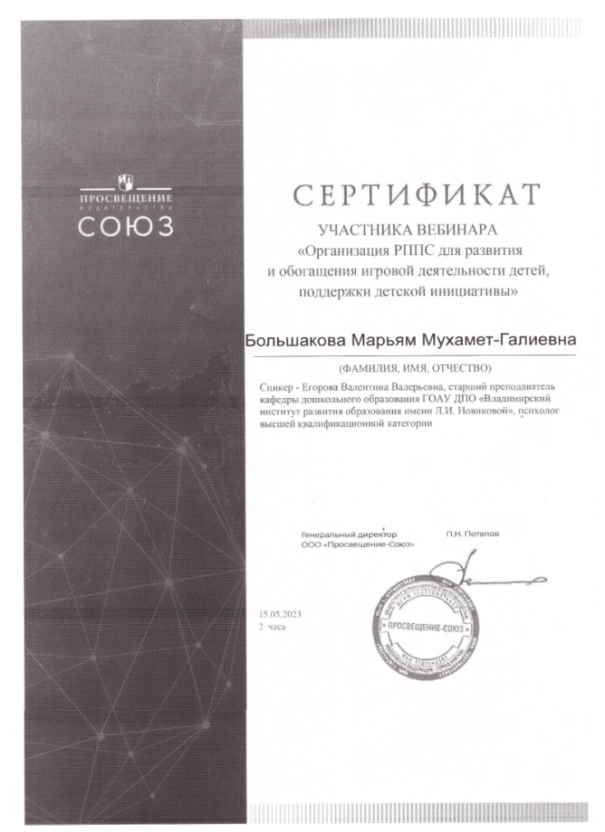 ПРОСВЕЩЕНИЕ
ИЗДАТЕЛЬСТВО
СОЮЗ
СЕРТИФИКАТ
УЧАСТНИКА ВЕБИНАРА
«Организация РППС для развития
и обогащения игровой деятельности детей,
поддержки детской инициативы»
Большакова Марьям Мухамет-Галиевна
(ФАМИЛИЯ, ИМЯ, ОТЧЕСТВО)
Спикер - Егорова Валентина Валерьевна, старший преподаватель
кафедры дошкольного образования ГОАУ ДПО «Владимирский
институт развития образования имени Л.И. Новиковой», психолог
высшей квалификационной категории
Генеральный директор П.Н. Потапов
ООО «Просвещение-Союз»
15.05.2023
2 часа
ПРОСВЕЩЕНИЕ-СОЮЗ